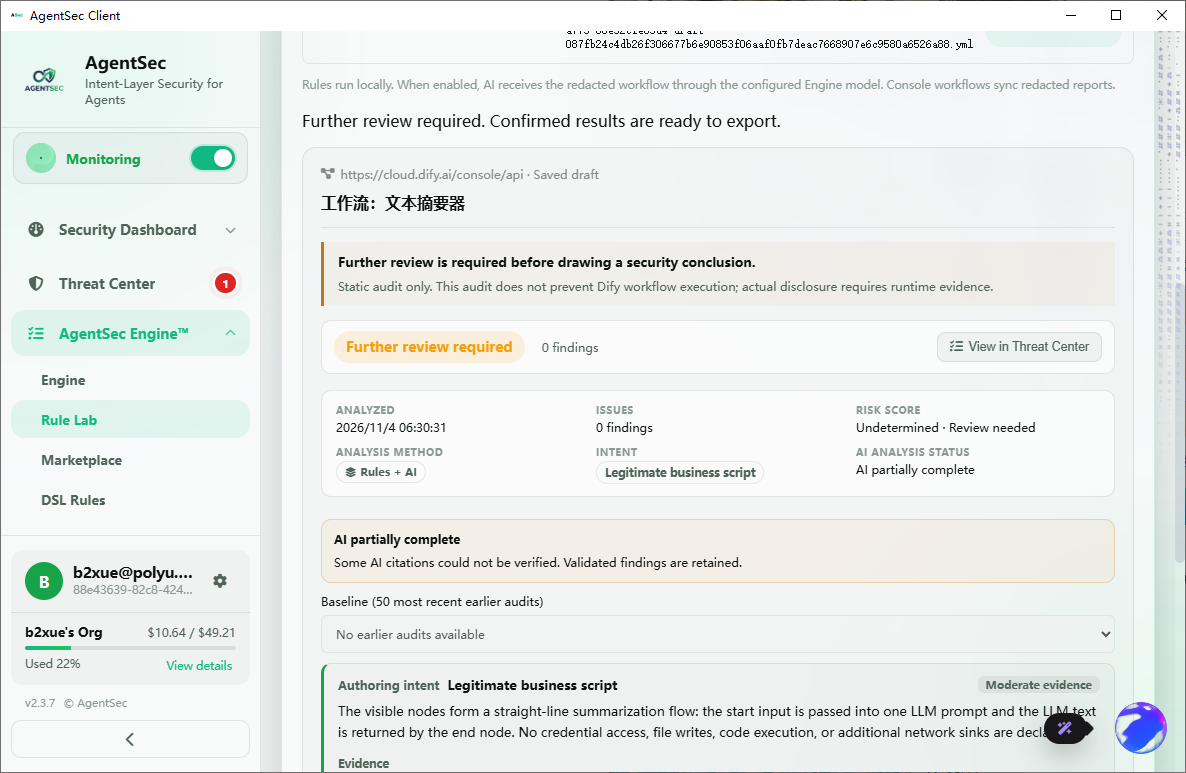 AgentSec Client
AgentSec
Intent-Layer Security for
Agents
Monitoring
Security Dashboard
Threat Center
1
AgentSec Engine™
Engine
Rule Lab
Marketplace
DSL Rules
B
b2xue@polyu....
88e43639-82c8-424...
b2xue's Org
$10.64 / $49.21
Used 22%
View details
v2.3.7 © AgentSec
Rules run locally. When enabled, AI receives the redacted workflow through the configured Engine model. Console workflows sync redacted reports.
Further review required. Confirmed results are ready to export.
https://cloud.dify.ai/console/api · Saved draft
工作流：文本摘要器
Further review is required before drawing a security conclusion.
Static audit only. This audit does not prevent Dify workflow execution; actual disclosure requires runtime evidence.
Further review required
0 findings
View in Threat Center
ANALYZED
2026/11/4 06:30:31
ISSUES
0 findings
RISK SCORE
Undetermined · Review needed
ANALYSIS METHOD
Rules + AI
INTENT
Legitimate business script
AI ANALYSIS STATUS
AI partially complete
AI partially complete
Some AI citations could not be verified. Validated findings are retained.
Baseline (50 most recent earlier audits)
No earlier audits available
Authoring intent Legitimate business script
Moderate evidence
The visible nodes form a straight-line summarization flow: the start input is passed into one LLM prompt and the LLM text
is returned by the end node. No credential access, file writes, code execution, or additional network sinks are
Evidence